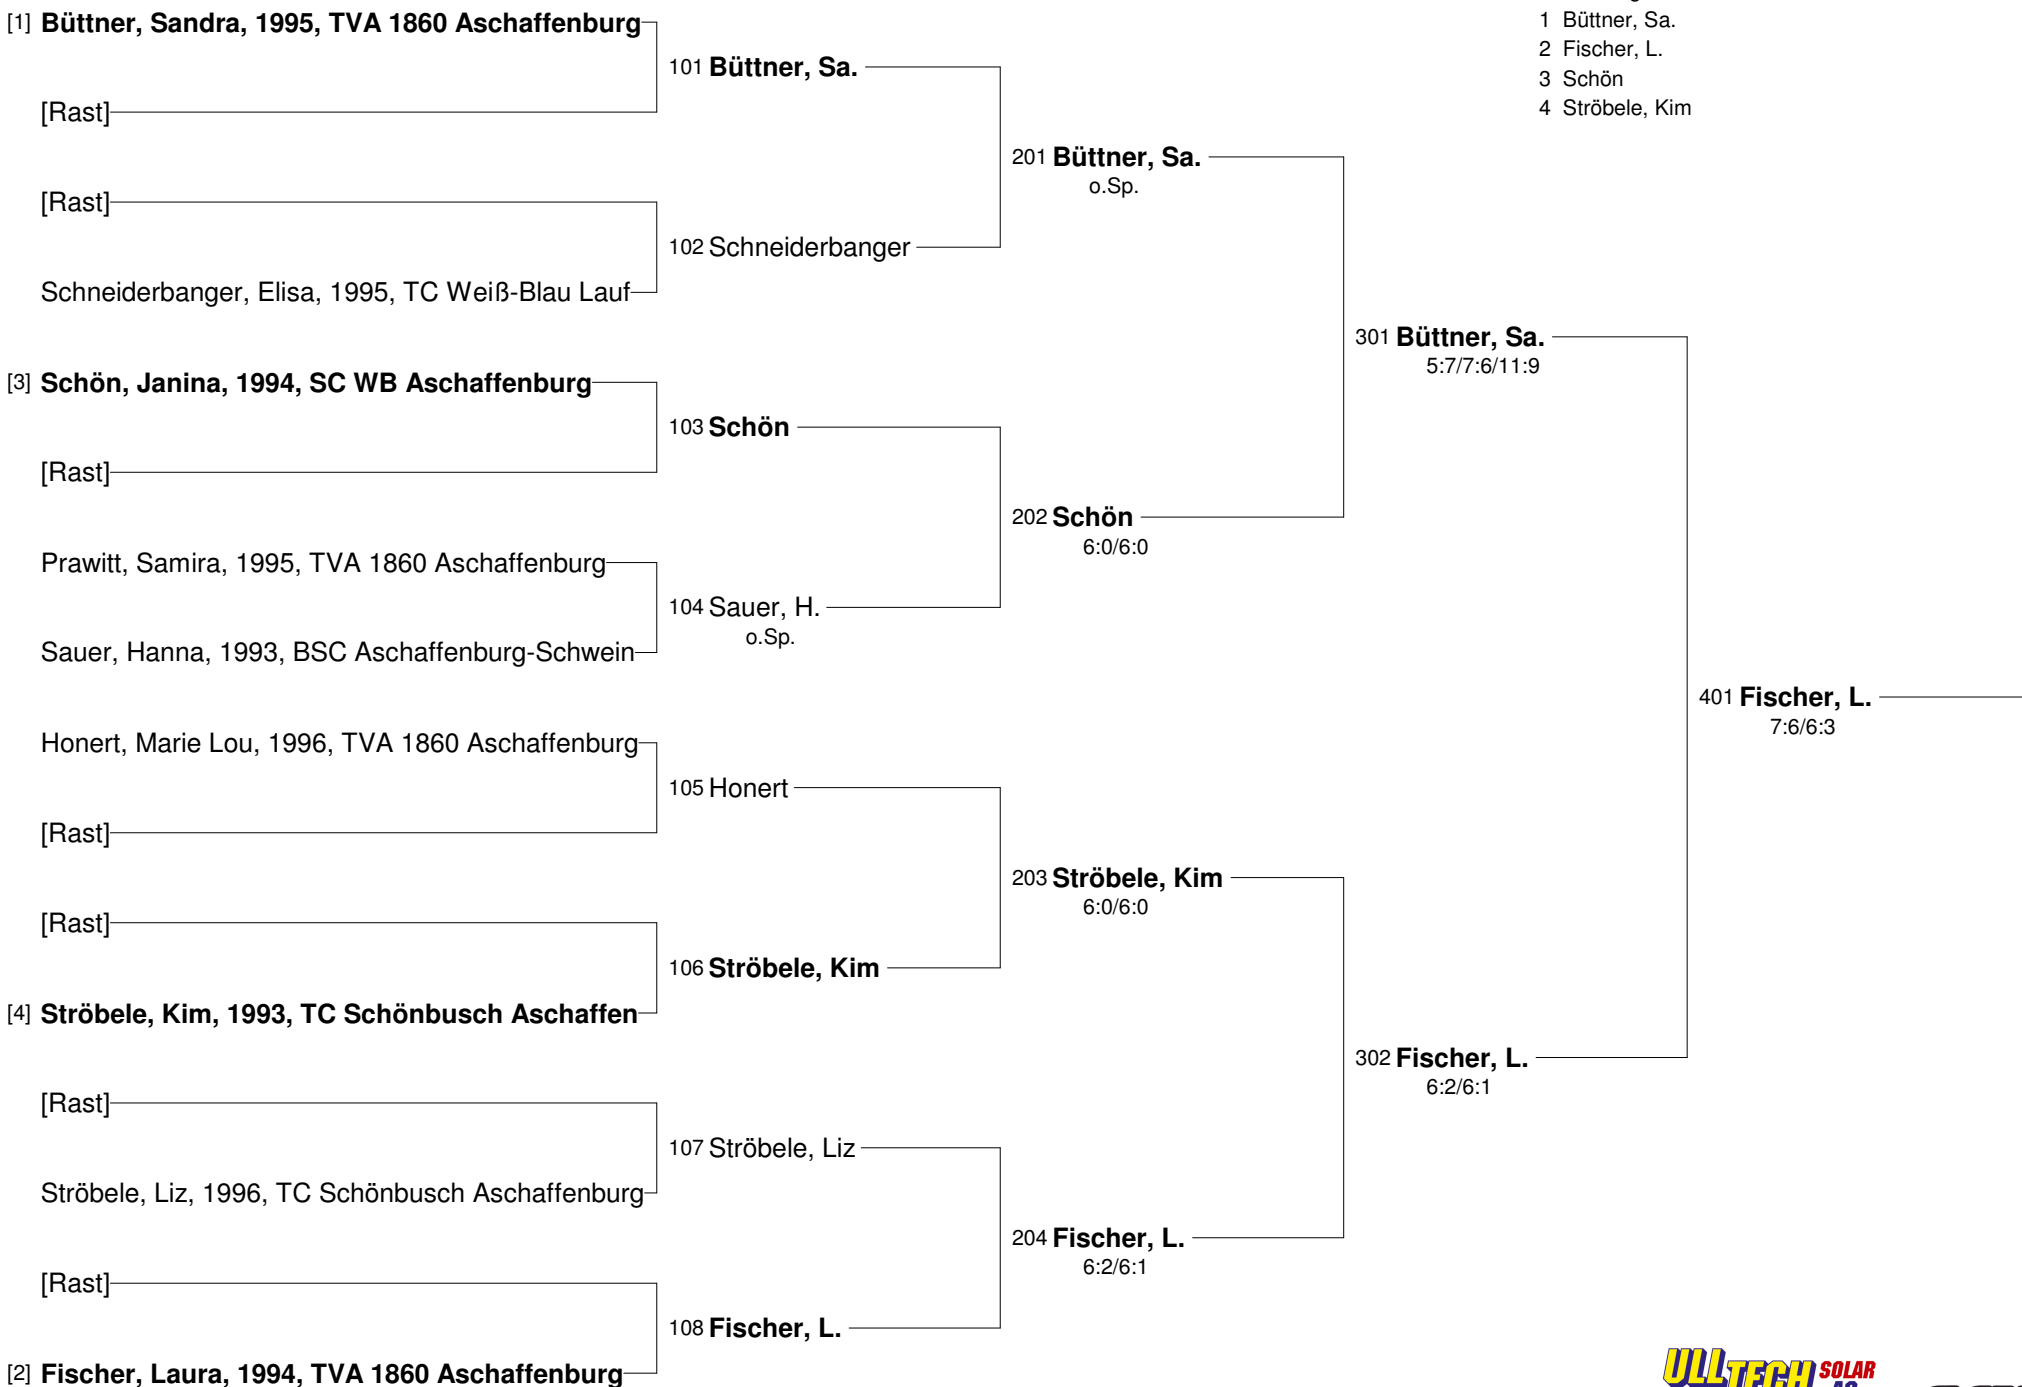 [1] Büttner, Sandra, 1995, TVA 1860 Aschaffenburg
1 Büttner, Sa.
2 Fischer, L.
3 Schön
4 Ströbele, Kim
101 Büttner, Sa.
[Rast]
201 Büttner, Sa.
o.Sp.
[Rast]
102 Schneiderbanger
Schneiderbanger, Elisa, 1995, TC Weiß-Blau Lauf
301 Büttner, Sa.
5:7/7:6/11:9
[3] Schön, Janina, 1994, SC WB Aschaffenburg
103 Schön
[Rast]
202 Schön
6:0/6:0
Prawitt, Samira, 1995, TVA 1860 Aschaffenburg
104 Sauer, H.
o.Sp.
Sauer, Hanna, 1993, BSC Aschaffenburg-Schwein
401 Fischer, L.
7:6/6:3
Honert, Marie Lou, 1996, TVA 1860 Aschaffenburg
105 Honert
[Rast]
203 Ströbele, Kim
6:0/6:0
[Rast]
106 Ströbele, Kim
[4] Ströbele, Kim, 1993, TC Schönbusch Aschaffen
302 Fischer, L.
6:2/6:1
[Rast]
107 Ströbele, Liz
Ströbele, Liz, 1996, TC Schönbusch Aschaffenburg
204 Fischer, L.
6:2/6:1
[Rast]
108 Fischer, L.
[2] Fischer, Laura, 1994, TVA 1860 Aschaffenburg
ULLTECH SOLAR
AG